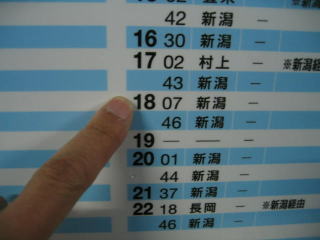 42 新潟 —
16 30 新潟 —
17 02 村上 — ※新潟経
43 新潟 —
18 07 新潟 —
46 新潟 —
19 — — —
20 01 新潟 —
44 新潟 —
21 37 新潟 —
22 18 長岡 — ※新潟経由
46 新潟 —